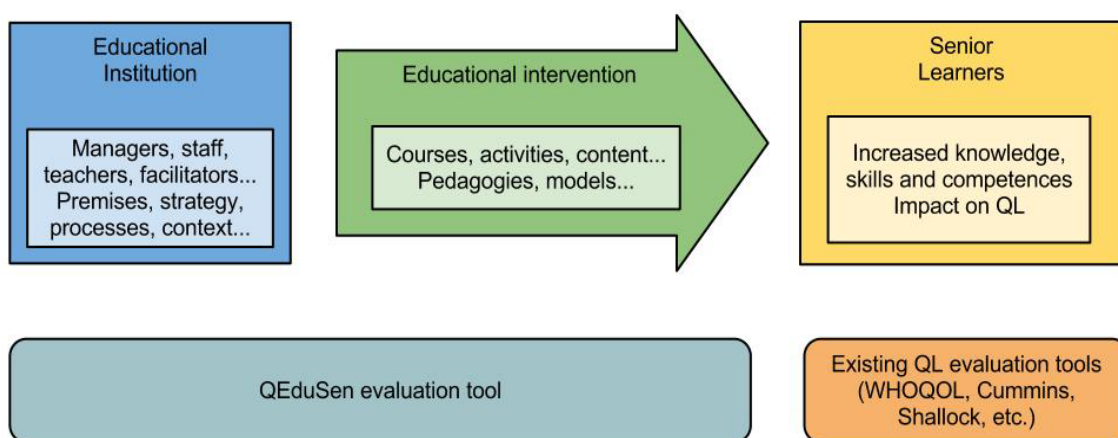 Educational
Institution
Managers, staff,
teachers, facilitators...
Premises, strategy,
processes, context...
Educational intervention
Courses, activities, content...
Pedagogies, models...
Senior
Learners
Increased knowledge,
skills and competences
Impact on QL
QEduSen evaluation tool
Existing QL evaluation tools
(WHOQOL, Cummins,
Shallock, etc.)